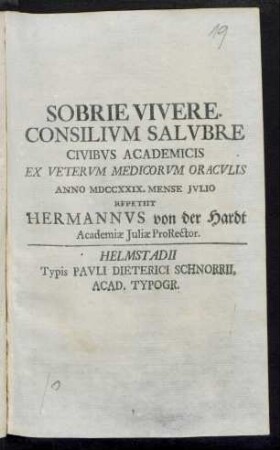 19
SOBRIE VIVERE.
CONSILIVM SALVBRE
CIVIBVS ACADEMICIS
EX VETERVM MEDICORVM ORACVLIS
ANNO MDCCXXIX. MENSE JVLIO
REPETIIT
HERMANNVS von der Hardt
Academiæ Juliæ ProRector.
HELMSTADII
Typis PAVLI DIETERICI SCHNORRII,
ACAD. TYPOGR.